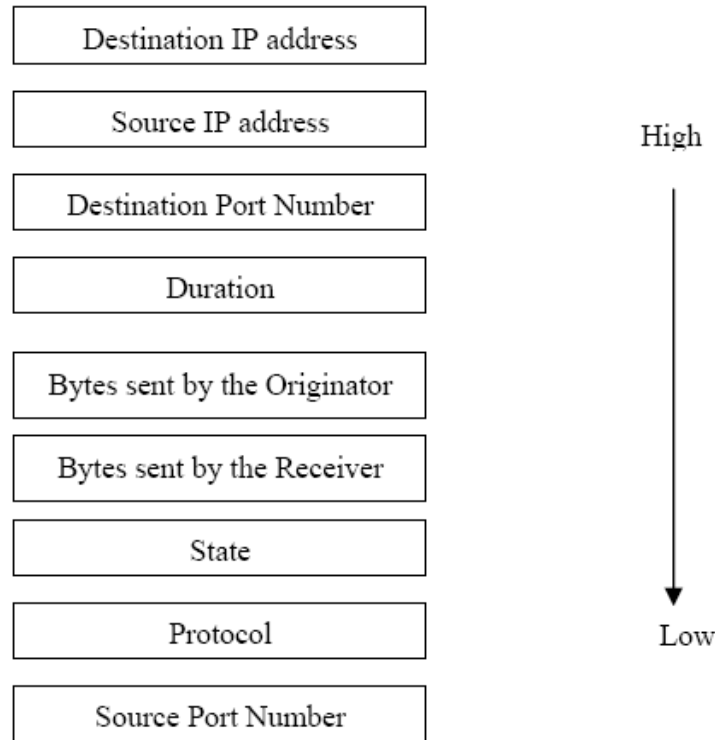 Destination IP address
Source IP address
High
Destination Port Number
Duration
Bytes sent by the Originator
Bytes sent by the Receiver
State
Protocol
Low
Source Port Number